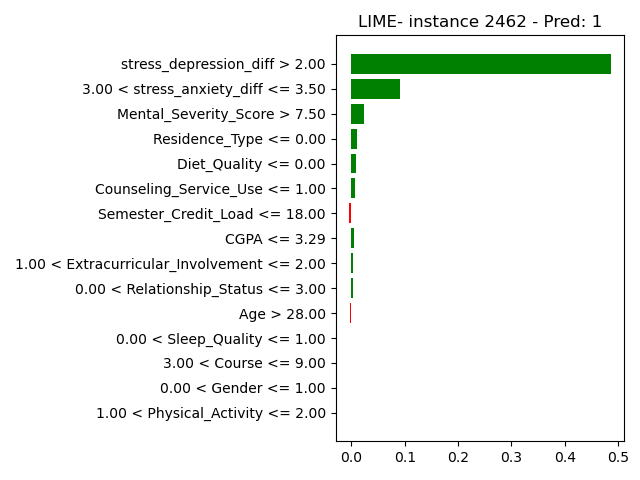 LIME- instance 2462 - Pred: 1
stress_depression_diff > 2.00
3.00 < stress_anxiety_diff <= 3.50
Mental_Severity_Score > 7.50
Residence_Type <= 0.00
Diet_Quality <= 0.00
Counseling_Service_Use <= 1.00
Semester_Credit_Load <= 18.00
CGPA <= 3.29
1.00 < Extracurricular_Involvement <= 2.00
0.00 < Relationship_Status <= 3.00
Age > 28.00
0.00 < Sleep_Quality <= 1.00
3.00 < Course <= 9.00
0.00 < Gender <= 1.00
1.00 < Physical_Activity <= 2.00
0.0 0.1 0.2 0.3 0.4 0.5